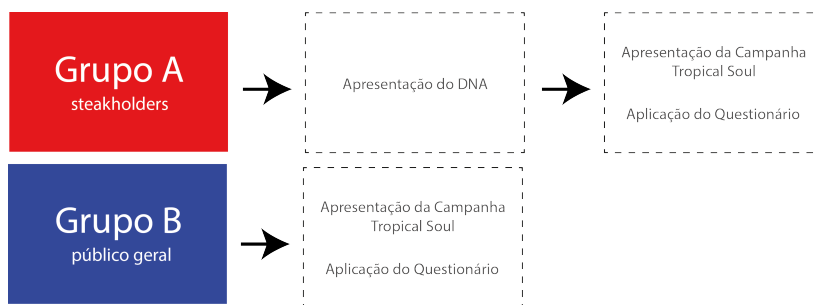 Grupo A
steakholders
Apresentação do DNA
Apresentação da Campanha
Tropical Soul
Aplicação do Questionário
Grupo B
público geral
Apresentação da Campanha
Tropical Soul
Aplicação do Questionário